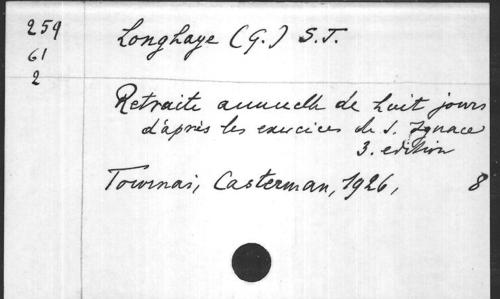 259 Longhaye (G.) S.J.
61
2
Retraite annuelle de huit jours
d'après les exercices de S. Ignace
3. edition
Tournai, Casterman, 1926, 8